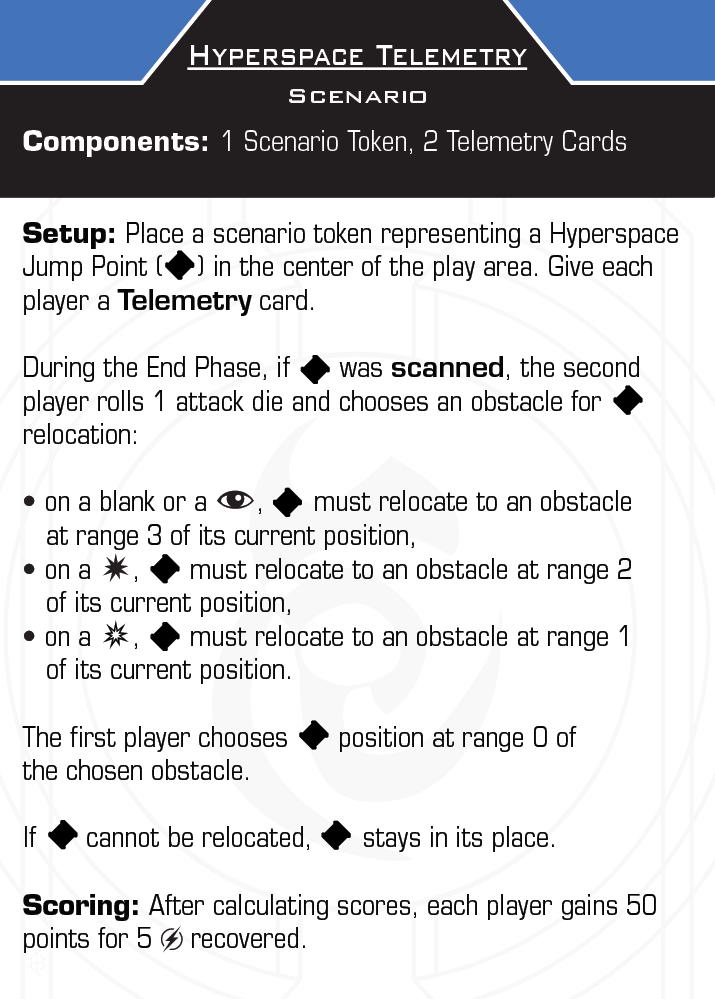 Hyperspace Telemetry
Scenario
Components: 1 Scenario Token, 2 Telemetry Cards
Setup: Place a scenario token representing a Hyperspace
Jump Point (◆) in the center of the play area. Give each
player a Telemetry card.
During the End Phase, if ◆ was scanned, the second
player rolls 1 attack die and chooses an obstacle for ◆
relocation:
• on a blank or a 👁, ◆ must relocate to an obstacle
at range 3 of its current position,
• on a ✷, ◆ must relocate to an obstacle at range 2
of its current position,
• on a ✵, ◆ must relocate to an obstacle at range 1
of its current position.
The first player chooses ◆ position at range 0 of
the chosen obstacle.
If ◆ cannot be relocated, ◆ stays in its place.
Scoring: After calculating scores, each player gains 50
points for 5 ⚡ recovered.